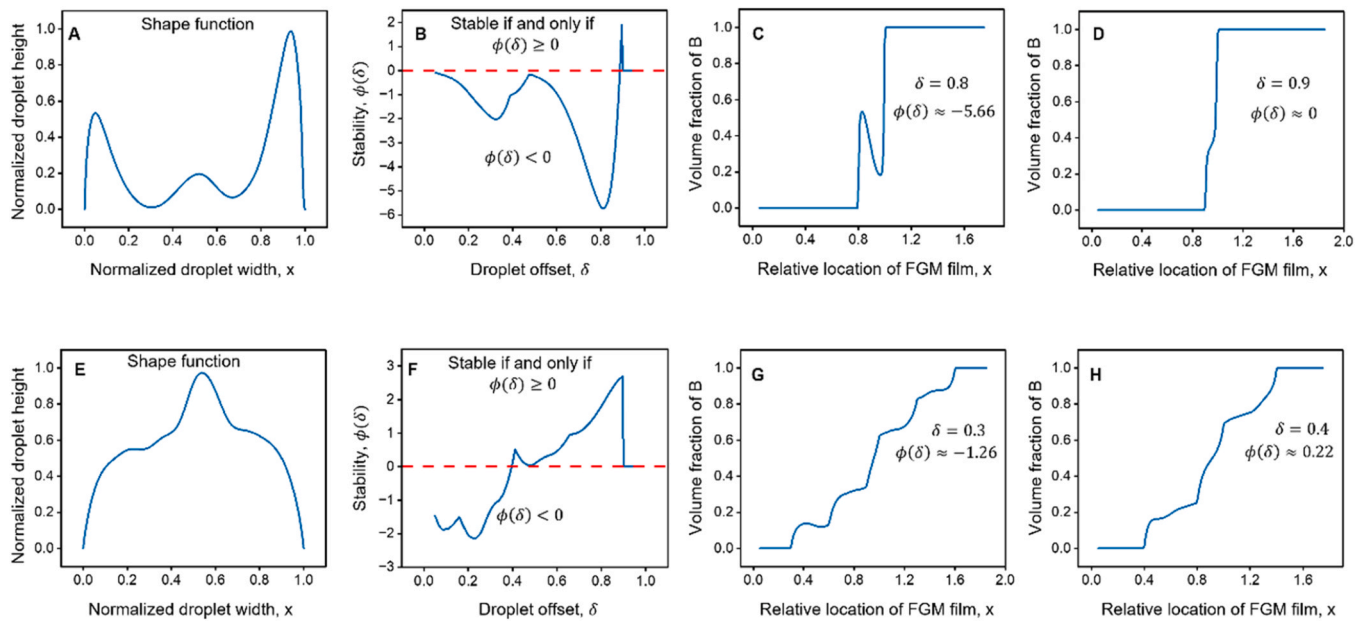 A
Shape function
Normalized droplet height
1.0
0.8
0.6
0.4
0.2
0.0
0.0 0.2 0.4 0.6 0.8 1.0
Normalized droplet width, x
B
Stable if and only if
ϕ(δ) ≥ 0
ϕ(δ) < 0
Stability, ϕ(δ)
2
1
0
−1
−2
−3
−4
−5
−6
0.0 0.2 0.4 0.6 0.8 1.0
Droplet offset, δ
C
δ = 0.8
ϕ(δ) ≈ −5.66
Volume fraction of B
1.0
0.8
0.6
0.4
0.2
0.0
0.0 0.4 0.8 1.2 1.6
Relative location of FGM film, x
D
δ = 0.9
ϕ(δ) ≈ 0
Volume fraction of B
1.0
0.8
0.6
0.4
0.2
0.0
0.0 0.4 0.8 1.2 1.6 2.0
Relative location of FGM film, x
E
Shape function
Normalized droplet height
1.0
0.8
0.6
0.4
0.2
0.0
0.0 0.2 0.4 0.6 0.8 1.0
Normalized droplet width, x
F
Stable if and only if
ϕ(δ) ≥ 0
ϕ(δ) < 0
Stability, ϕ(δ)
3
2
1
0
−1
−2
−3
0.0 0.2 0.4 0.6 0.8 1.0
Droplet offset, δ
G
δ = 0.3
ϕ(δ) ≈ −1.26
Volume fraction of B
1.0
0.8
0.6
0.4
0.2
0.0
0.0 0.4 0.8 1.2 1.6 2.0
Relative location of FGM film, x
H
δ = 0.4
ϕ(δ) ≈ 0.22
Volume fraction of B
1.0
0.8
0.6
0.4
0.2
0.0
0.0 0.4 0.8 1.2 1.6
Relative location of FGM film, x